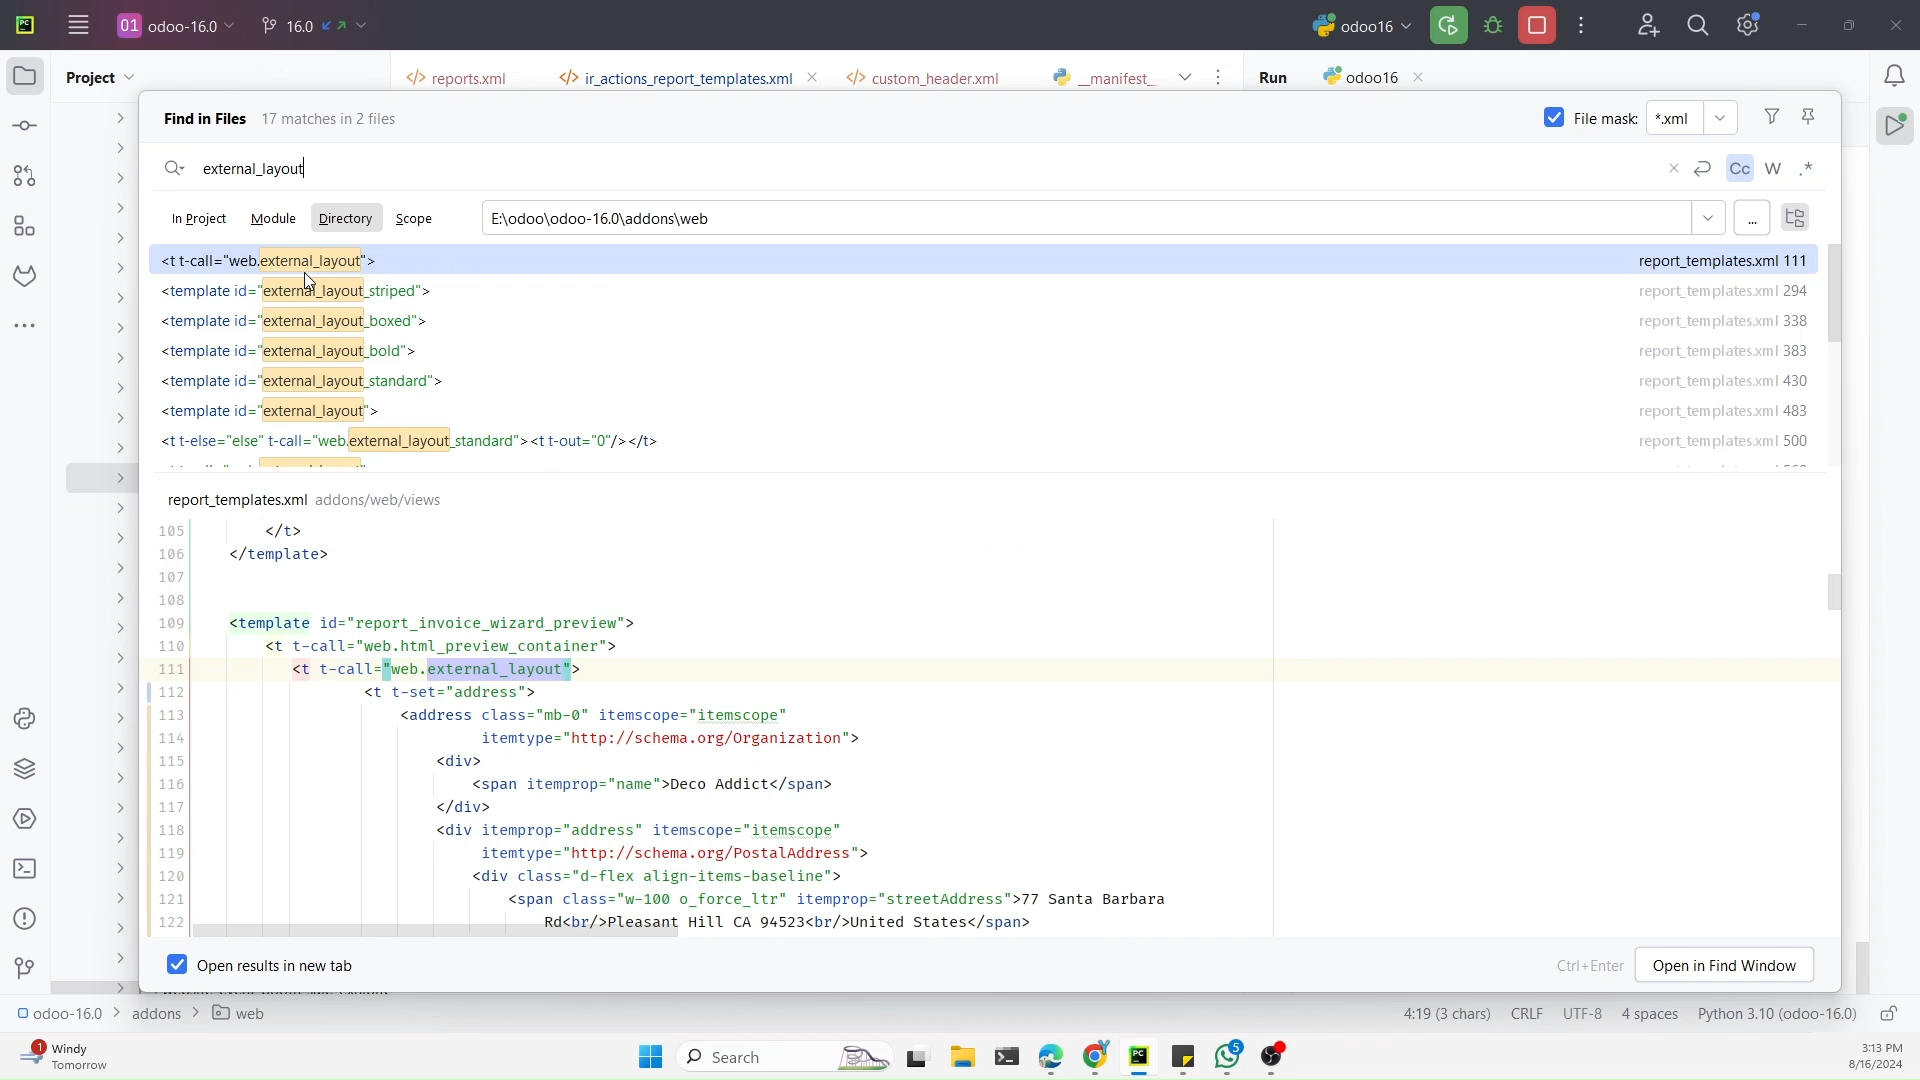 01 odoo-16.0 16.0 odoo16
Project reports.xml ir_actions_report_templates.xml custom_header.xml __manifest_ Run odoo16
Find in Files 17 matches in 2 files File mask: *.xml
external_layout Cc W .*
In Project Module Directory Scope E:\odoo\odoo-16.0\addons\web ...
<t t-call="web.external_layout"> report_templates.xml 111
<template id="external_layout_striped"> report_templates.xml 294
<template id="external_layout_boxed"> report_templates.xml 338
<template id="external_layout_bold"> report_templates.xml 383
<template id="external_layout_standard"> report_templates.xml 430
<template id="external_layout"> report_templates.xml 483
<t t-else="else" t-call="web.external_layout_standard"><t t-out="0"/></t> report_templates.xml 500
report_templates.xml addons/web/views
105 </t>
106 </template>
107
108
109 <template id="report_invoice_wizard_preview">
110 <t t-call="web.html_preview_container">
111 <t t-call="web.external_layout">
112 <t t-set="address">
113 <address class="mb-0" itemscope="itemscope"
114 itemtype="http://schema.org/Organization">
115 <div>
116 <span itemprop="name">Deco Addict</span>
117 </div>
118 <div itemprop="address" itemscope="itemscope"
119 itemtype="http://schema.org/PostalAddress">
120 <div class="d-flex align-items-baseline">
121 <span class="w-100 o_force_ltr" itemprop="streetAddress">77 Santa Barbara
122 Rd<br/>Pleasant Hill CA 94523<br/>United States</span>
Open results in new tab Ctrl+Enter Open in Find Window
odoo-16.0 > addons > web 4:19 (3 chars) CRLF UTF-8 4 spaces Python 3.10 (odoo-16.0)
1 Windy
Tomorrow
Search
5
3:13 PM
8/16/2024